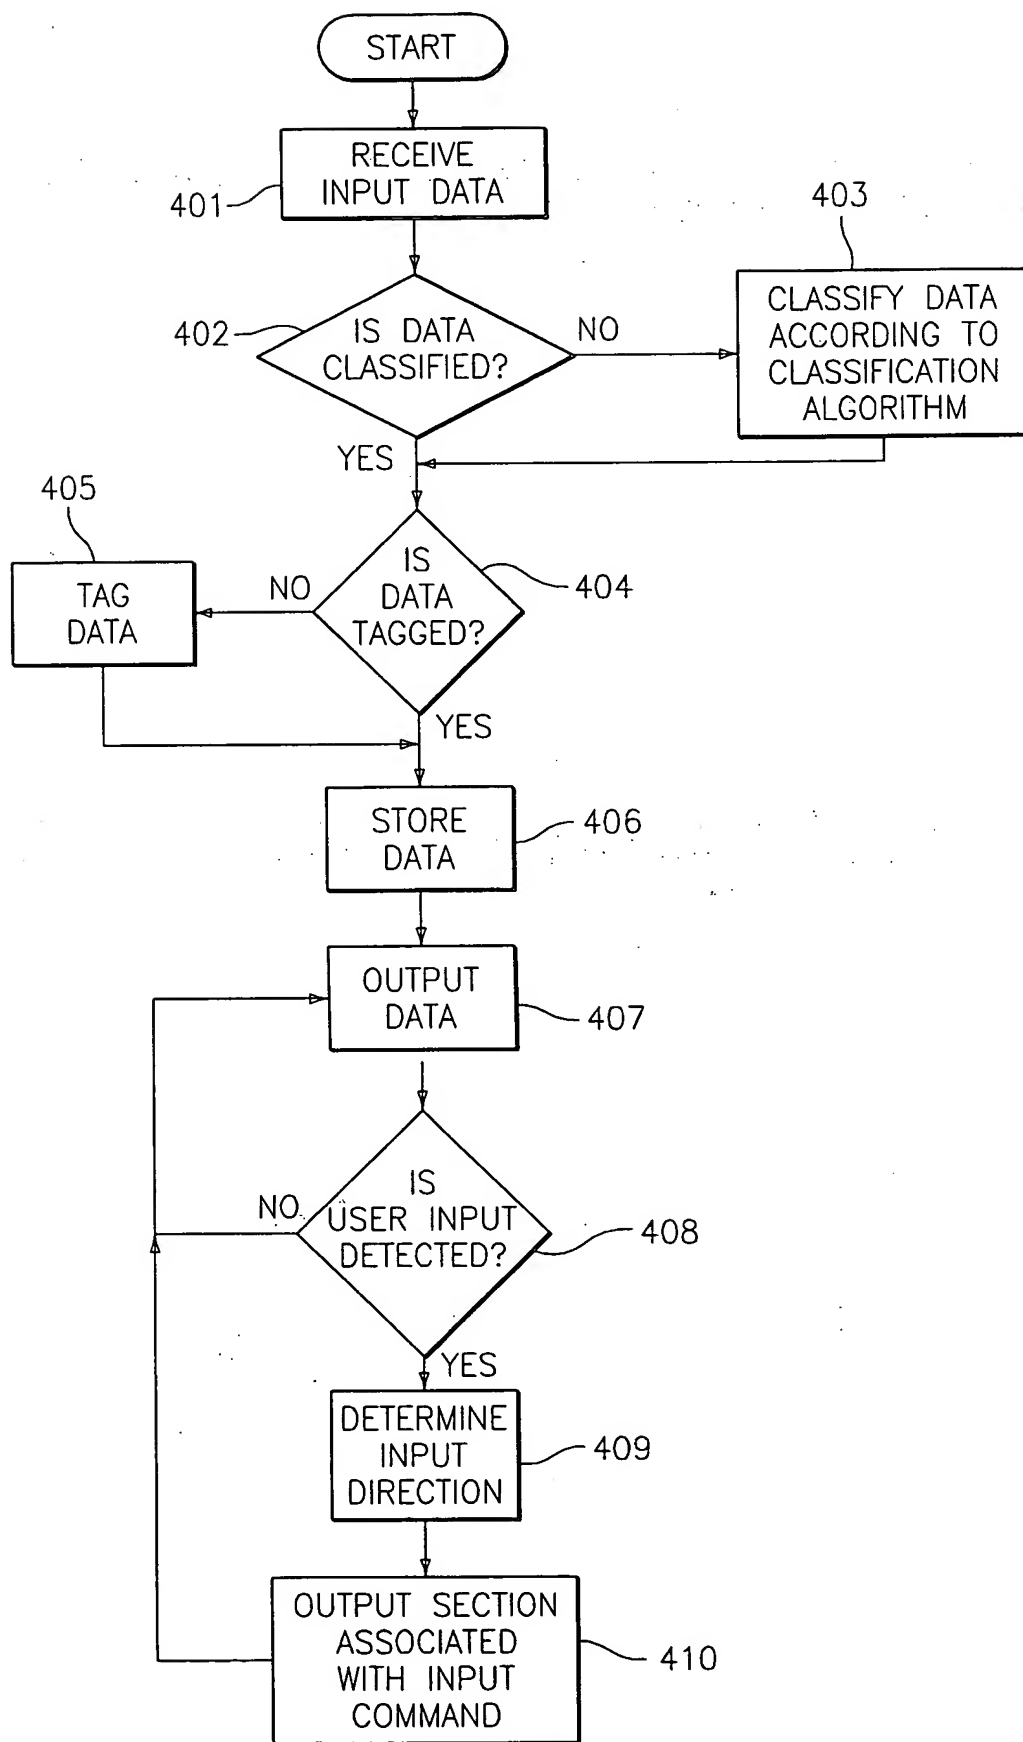 START
RECEIVE
INPUT DATA
401
403
402
IS DATA
CLASSIFIED?
NO
CLASSIFY DATA
ACCORDING TO
CLASSIFICATION
ALGORITHM
YES
405
TAG
DATA
NO
IS
DATA
TAGGED?
404
YES
STORE
DATA
406
OUTPUT
DATA
407
NO
IS
USER INPUT
DETECTED?
408
YES
DETERMINE
INPUT
DIRECTION
409
OUTPUT SECTION
ASSOCIATED
WITH INPUT
COMMAND
410